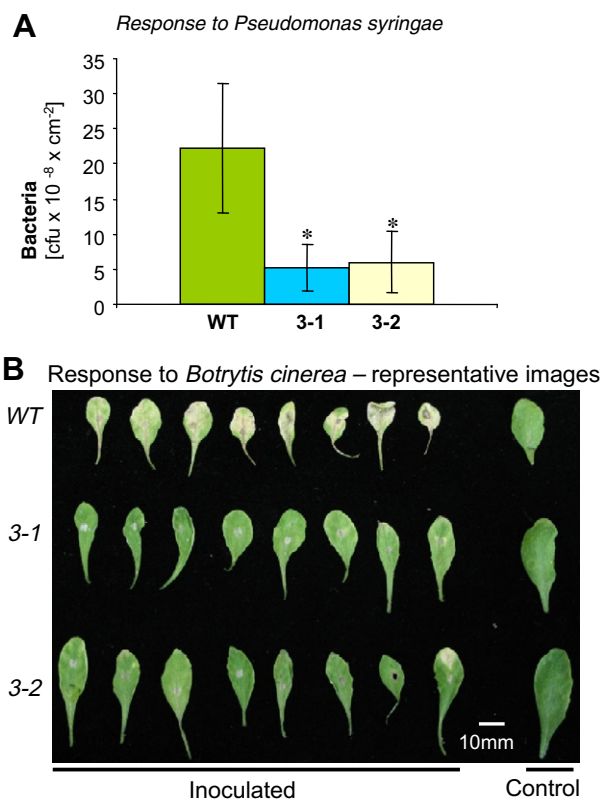 A
Response to Pseudomonas syringae
Bacteria
[cfu x 10 -8 x cm-2]
35
30
25
20
15
10
5
0
*
*
WT
3-1
3-2
B
Response to Botrytis cinerea – representative images
WT
3-1
3-2
10mm
Inoculated
Control